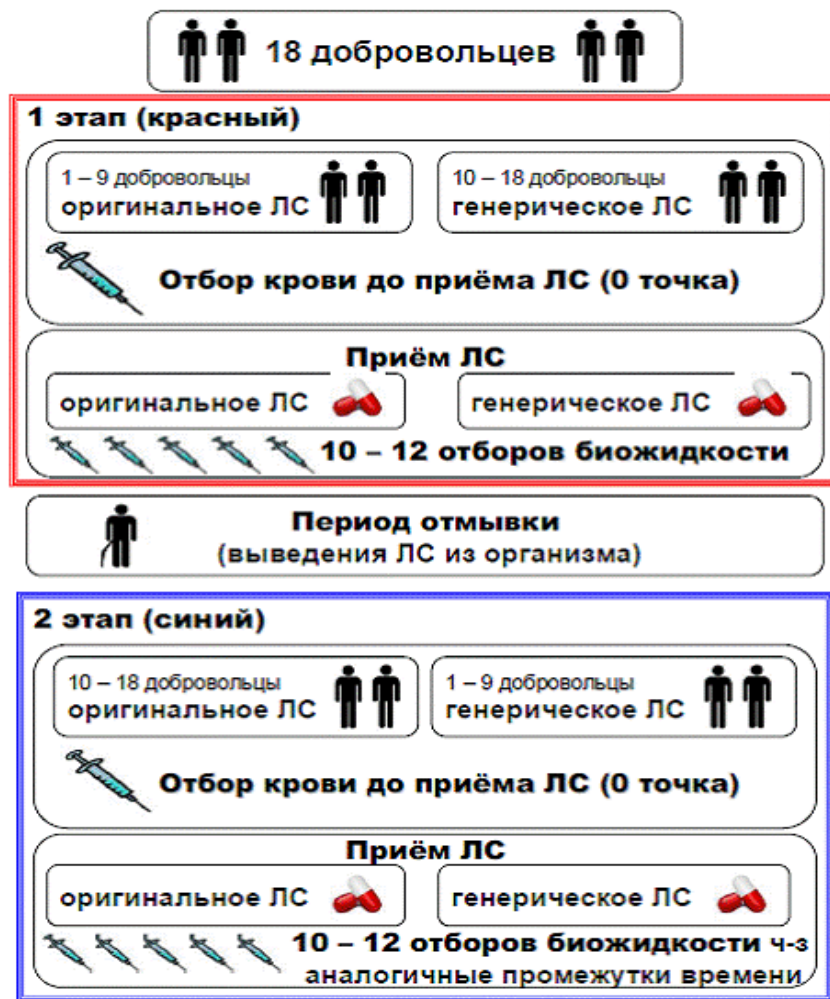 18 добровольцев
1 этап (красный)
1 – 9 добровольцы
оригинальное ЛС
10 – 18 добровольцы
генерическое ЛС
Отбор крови до приёма ЛС (0 точка)
Приём ЛС
оригинальное ЛС
генерическое ЛС
10 – 12 отборов биожидкости
Период отмывки
(выведения ЛС из организма)
2 этап (синий)
10 – 18 добровольцы
оригинальное ЛС
1 – 9 добровольцы
генерическое ЛС
Отбор крови до приёма ЛС (0 точка)
Приём ЛС
оригинальное ЛС
генерическое ЛС
10 – 12 отборов биожидкости ч-з
аналогичные промежутки времени